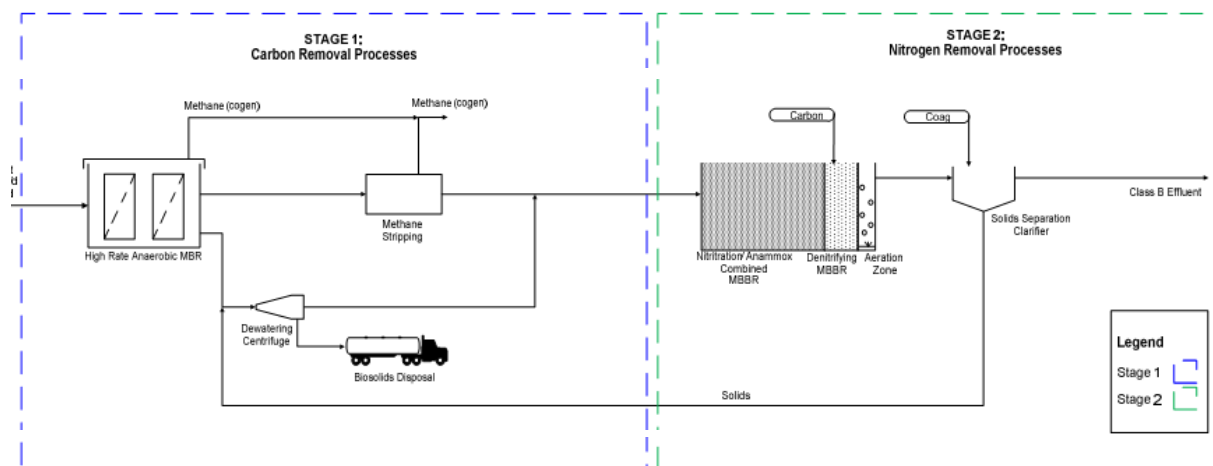 STAGE 1:
Carbon Removal Processes
STAGE 2:
Nitrogen Removal Processes
Methane (cogen)
Methane (cogen)
Carbon
Coag
d
High Rate Anaerobic MBR
Methane
Stripping
Nitritration/Anammox
Combined
MBBR
Denitrifying
MBBR
Aeration
Zone
Solids Separation
Clarifier
Class B Effluent
Dewatering
Centrifuge
Biosolids Disposal
Solids
Legend
Stage 1
Stage 2